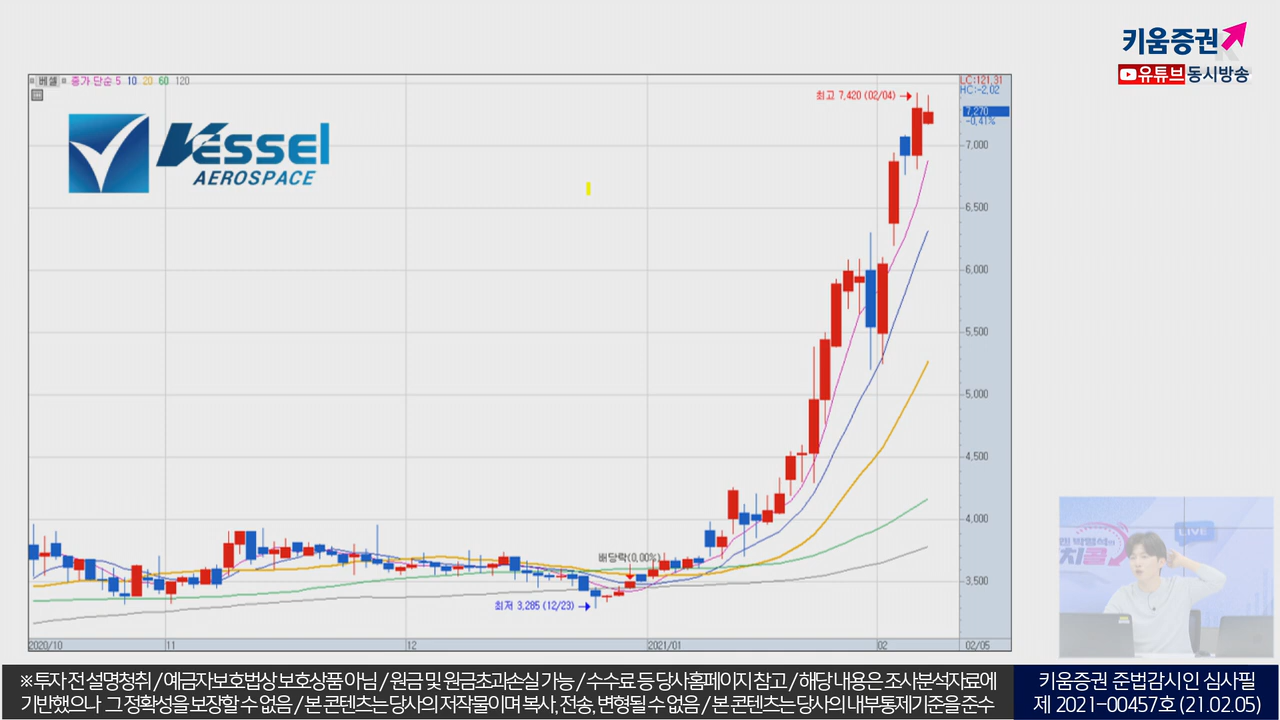 키움증권
유튜브 동시방송
베셀 종가 단순 5 10 20 60 120
LC:121.31
HC:-2.02
최고 7,420 (02/04)
7,270
-0.41%
7,000
6,500
6,000
5,500
5,000
4,500
4,000
3,500
VESSEL
AEROSPACE
배당락(0.00%)
최저 3,285 (12/23)
2020/10
11
12
2021/01
02
02/05
LIVE
※ 투자 전 설명청취 / 예금자보호법상 보호상품 아님 / 원금 및 원금초과손실 가능 / 수수료 등 당사홈페이지 참고 / 해당 내용은 조사분석자료에
기반했으나 그 정확성을 보장할 수 없음 / 본 콘텐츠는 당사의 저작물이며 복사, 전송, 변형될 수 없음 / 본 콘텐츠는 당사의 내부통제기준을 준수
키움증권 준법감시인 심사필
제 2021-00457호 (21.02.05)